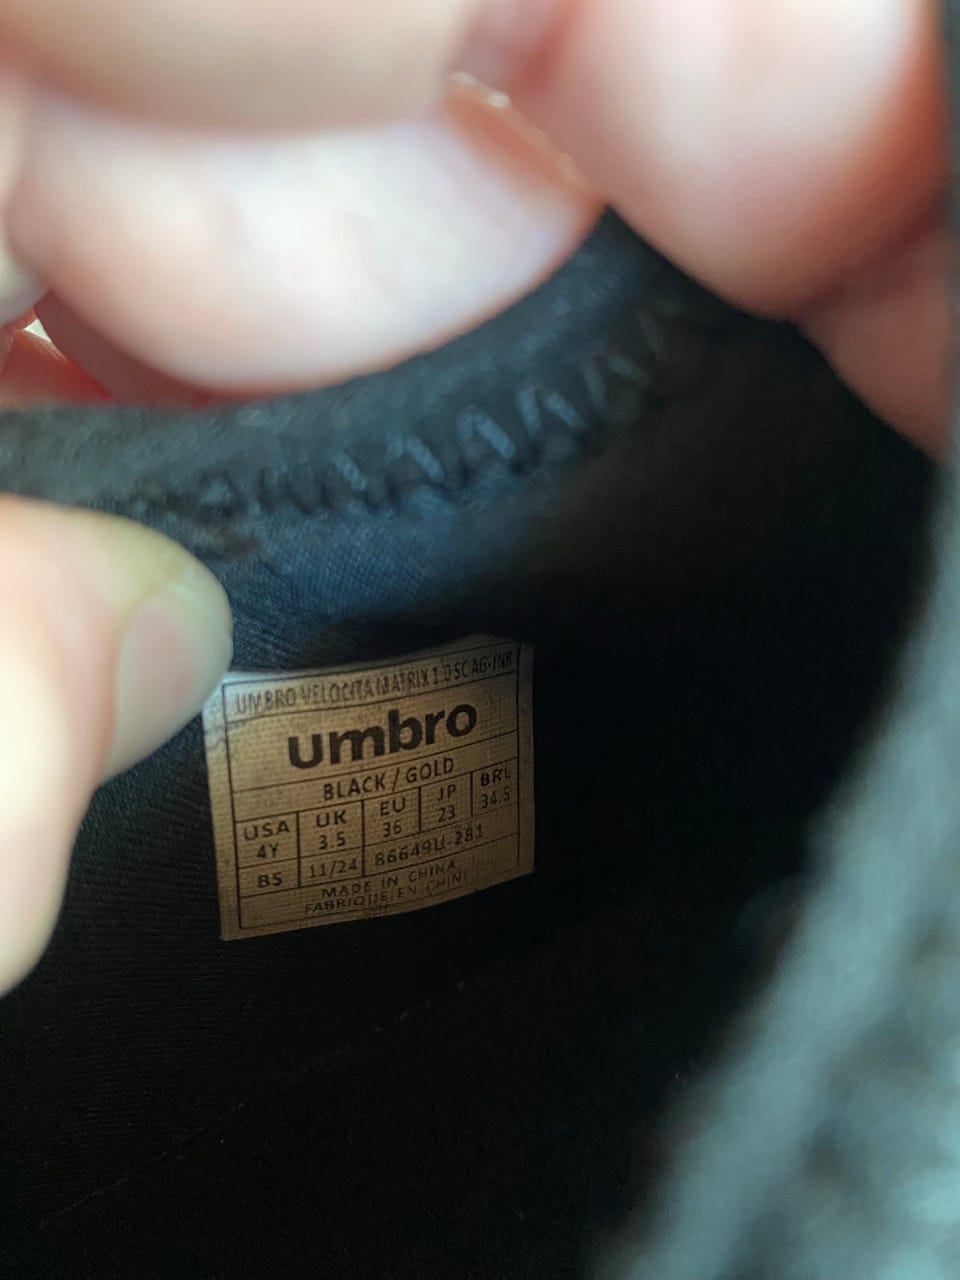 UMBRO VELOCITA MATRIX 1.0 SC AG-JNR
umbro
BLACK / GOLD
USA UK EU JP BRL
4Y 3.5 36 23 34.5
BS 11/24 86649U-281
MADE IN CHINA
FABRIQUE EN CHINE